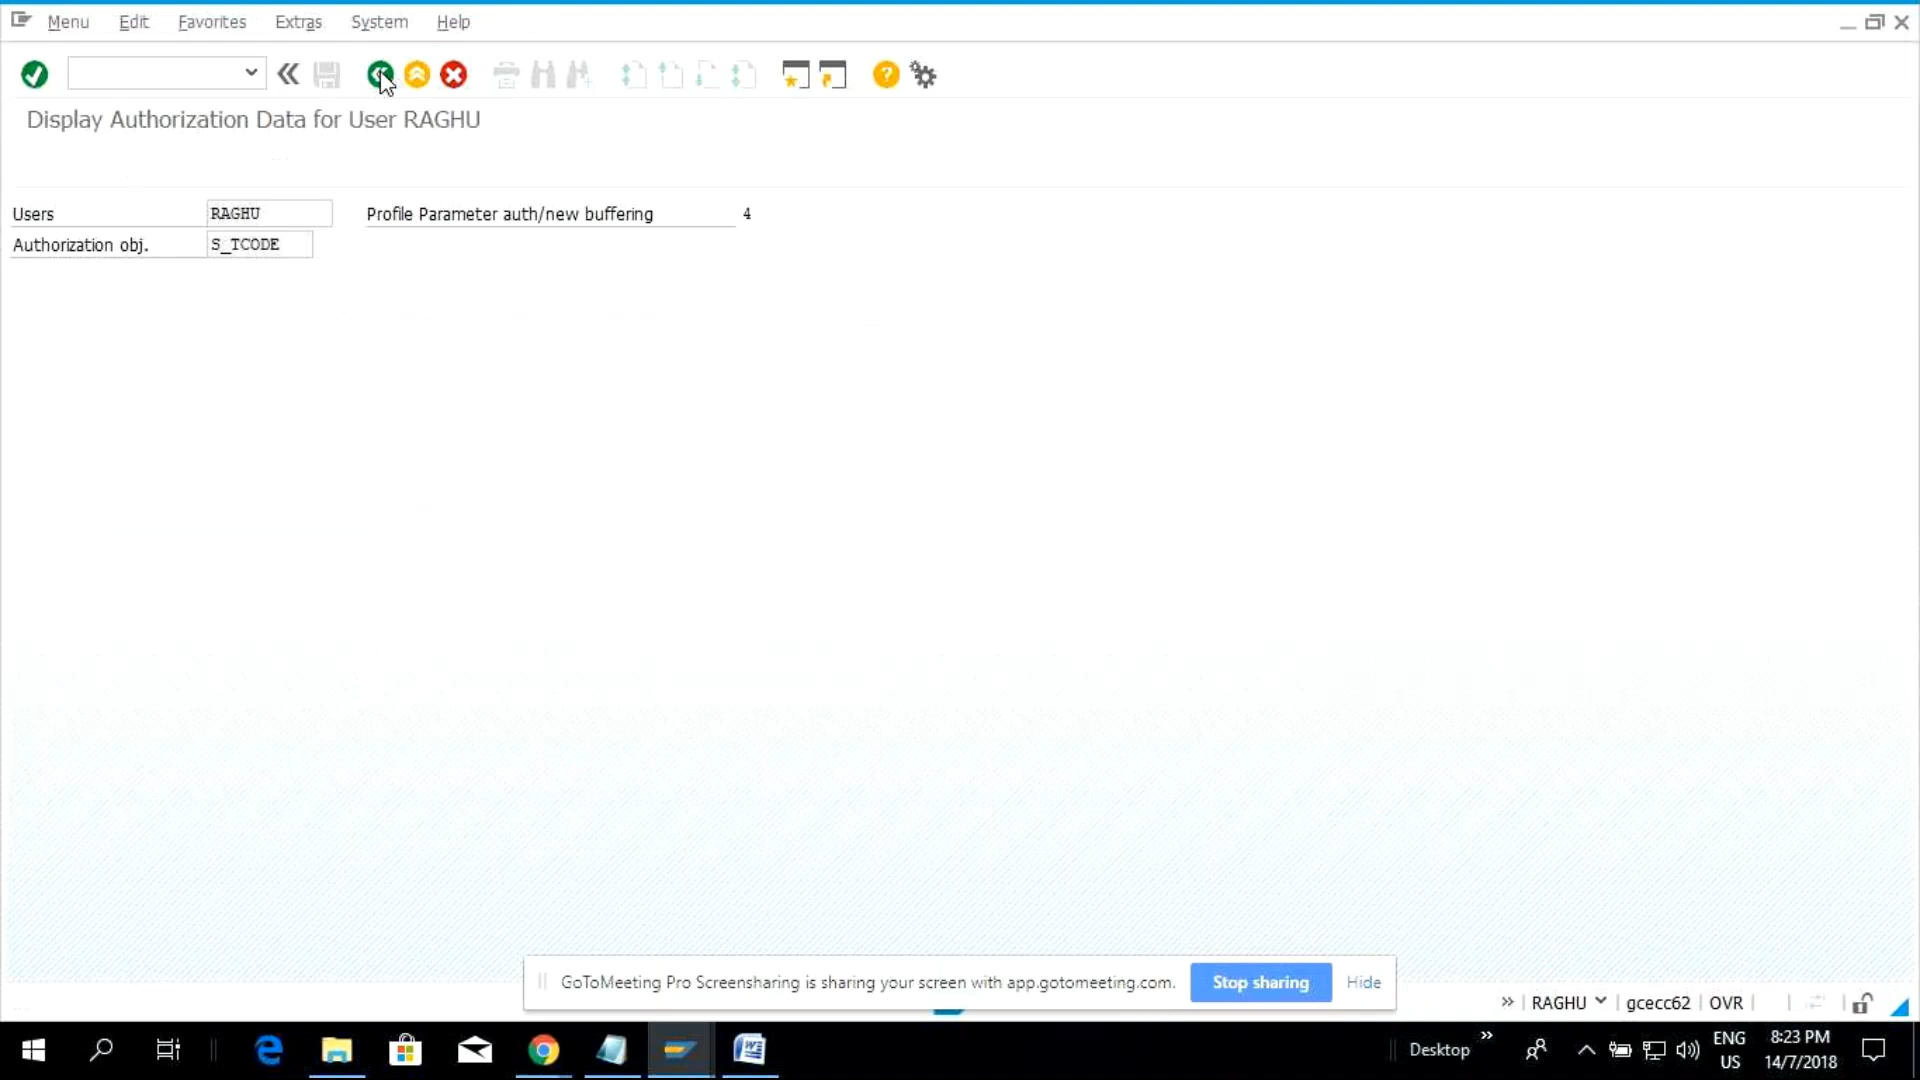 Menu Edit Favorites Extras System Help
Display Authorization Data for User RAGHU
Users RAGHU Profile Parameter auth/new buffering 4
Authorization obj. S_TCODE
GoToMeeting Pro Screensharing is sharing your screen with app.gotomeeting.com. Stop sharing Hide
RAGHU gcecc62 OVR
Desktop ENG 8:23 PM
US 14/7/2018